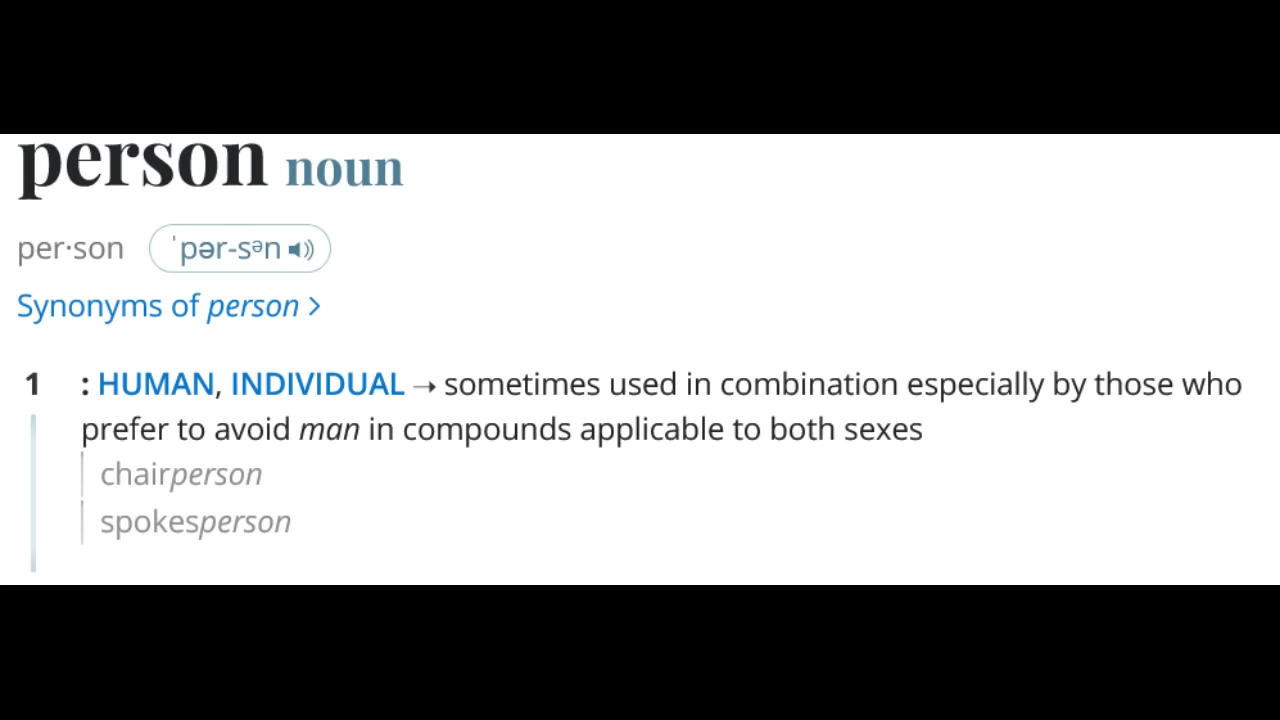 person noun
per·son ˈpər-sᵊn
Synonyms of person >
1 : HUMAN, INDIVIDUAL → sometimes used in combination especially by those who
prefer to avoid man in compounds applicable to both sexes
chairperson
spokesperson